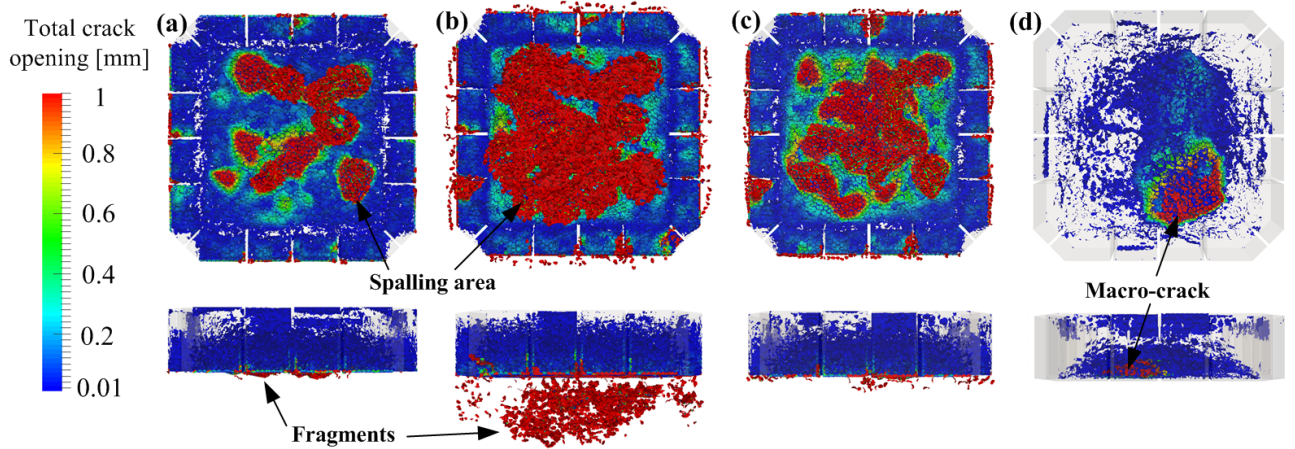 Total crack
opening [mm]
1
0.8
0.6
0.4
0.2
0.01
(a)
(b)
(c)
(d)
Spalling area
Macro-crack
Fragments